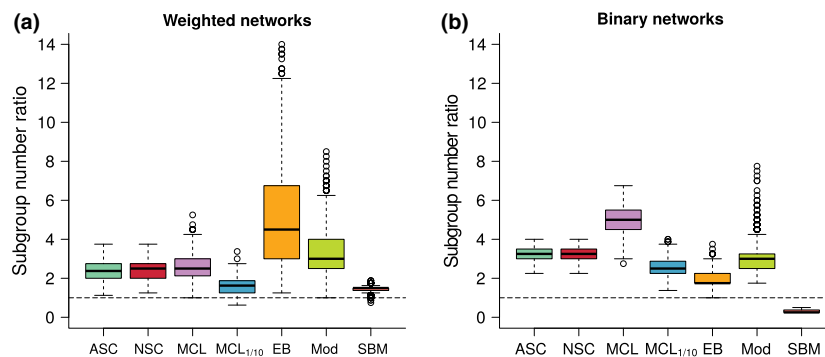 (a) Weighted networks
Subgroup number ratio
14
12
10
8
6
4
2
0
ASC NSC MCL MCL1/10 EB Mod SBM
(b) Binary networks
Subgroup number ratio
14
12
10
8
6
4
2
0
ASC NSC MCL MCL1/10 EB Mod SBM